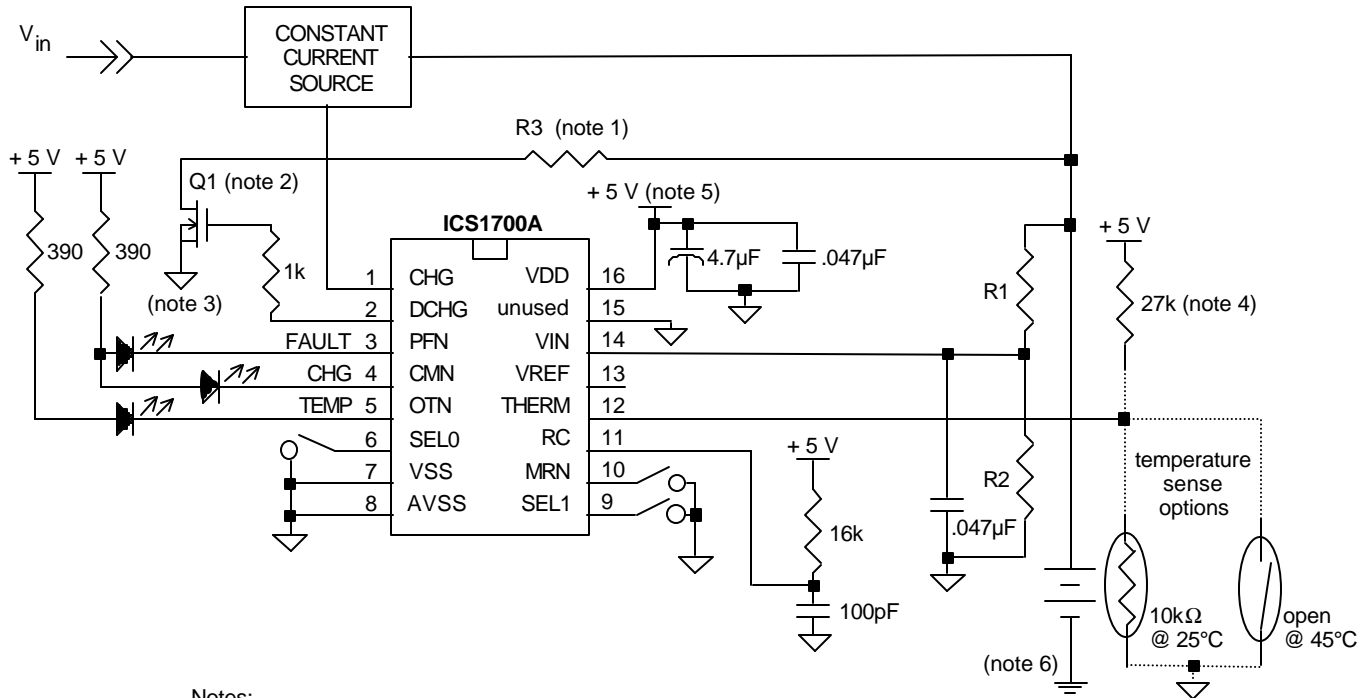 CONSTANT
CURRENT
SOURCE
Vin
R3 (note 1)
+ 5 V
+ 5 V
Q1 (note 2)
+ 5 V (note 5)
ICS1700A
+ 5 V
390
390
1k
4.7µF
.047µF
R1
27k (note 4)
(note 3)
1
CHG
VDD
16
2
DCHG
unused
15
FAULT
3
PFN
VIN
14
CHG
4
CMN
VREF
13
TEMP
5
OTN
THERM
12
6
SEL0
RC
11
7
VSS
MRN
10
8
AVSS
SEL1
9
+ 5 V
16k
100pF
R2
.047µF
temperature
sense
options
10kΩ
@ 25°C
open
@ 45°C
(note 6)
Notes: